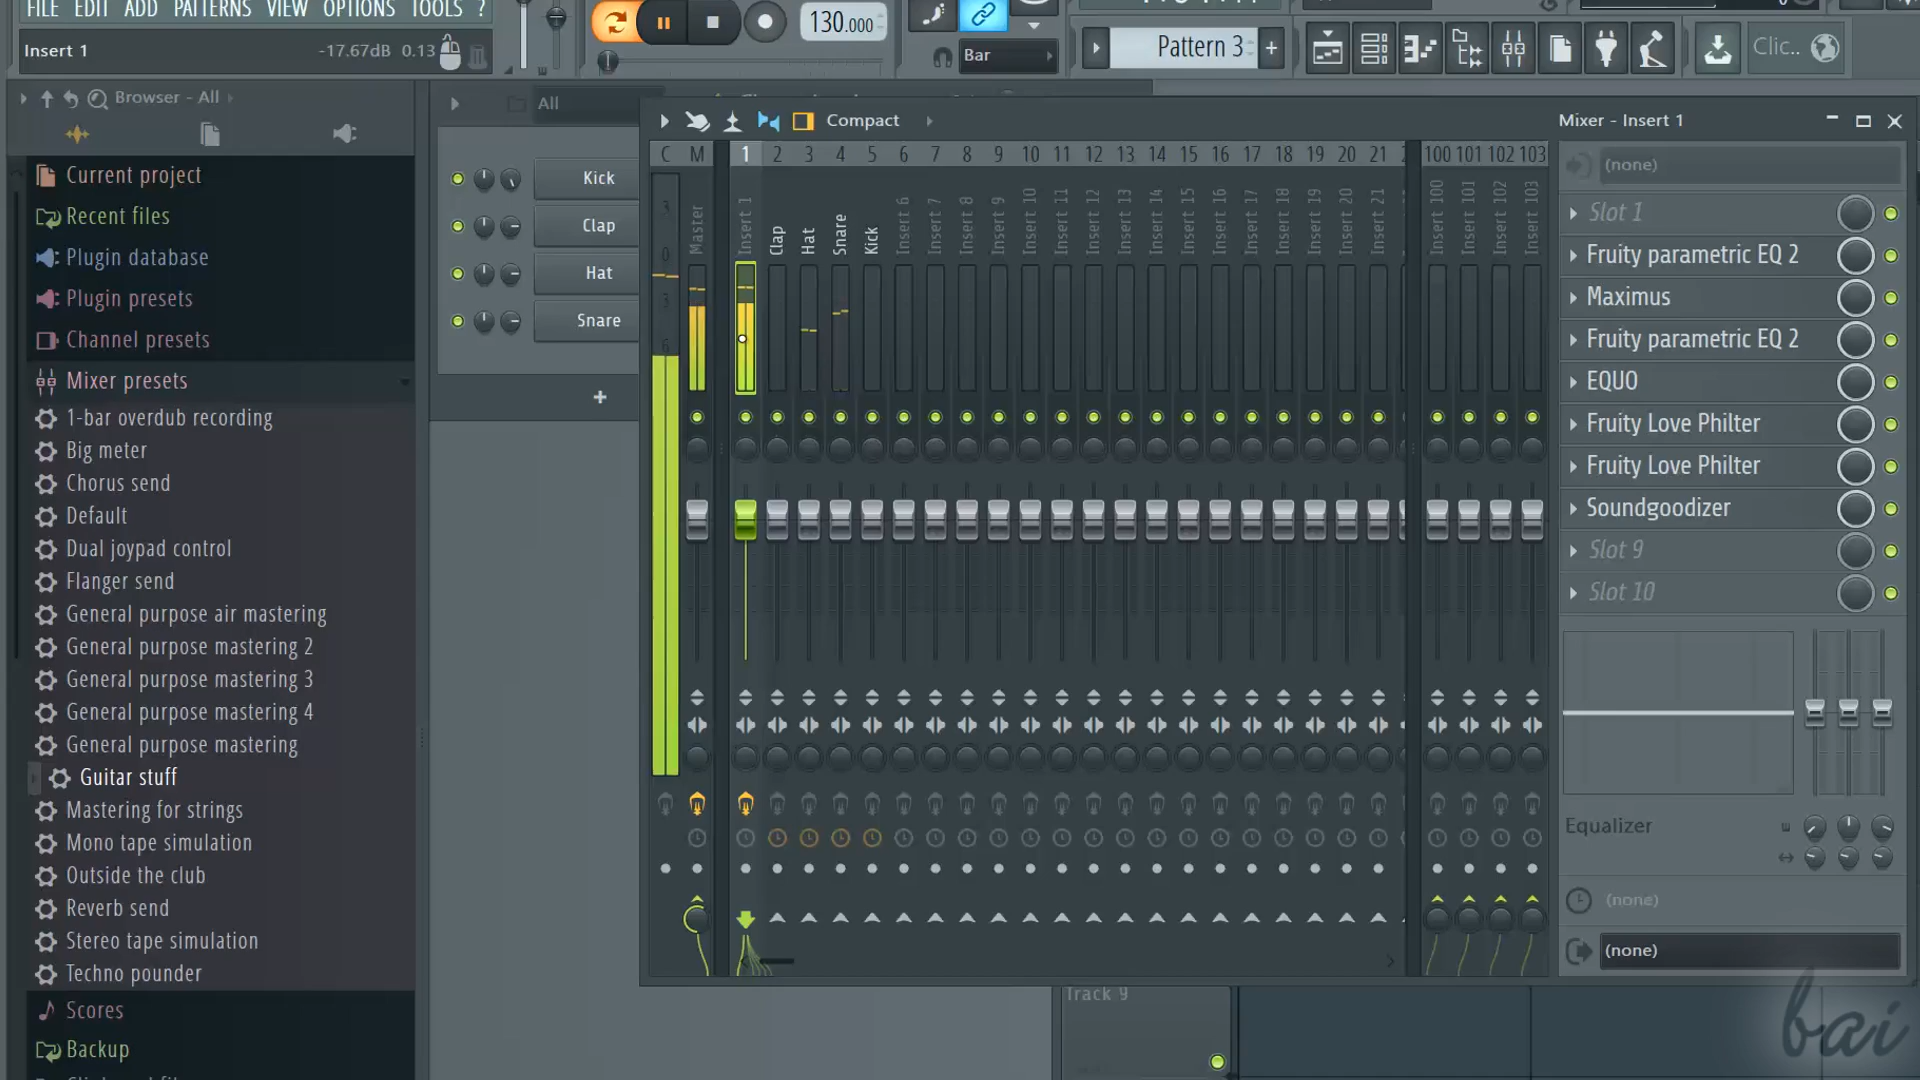 FILE EDIT ADD PATTERNS VIEW OPTIONS TOOLS ?
130.000
Insert 1
-17.67dB 0.13
Bar
Pattern 3
+
Clic..
Browser - All
All
Current project
Recent files
Plugin database
Plugin presets
Channel presets
Mixer presets
1-bar overdub recording
Big meter
Chorus send
Default
Dual joypad control
Flanger send
General purpose air mastering
General purpose mastering 2
General purpose mastering 3
General purpose mastering 4
General purpose mastering
Guitar stuff
Mastering for strings
Mono tape simulation
Outside the club
Reverb send
Stereo tape simulation
Techno pounder
Scores
Backup
Kick
Clap
Hat
Snare
+
Compact
C M 1 2 3 4 5 6 7 8 9 10 11 12 13 14 15 16 17 18 19 20 21 100 101 102 103
Master
Insert 1
Clap
Hat
Snare
Kick
Insert 6
Insert 7
Insert 8
Insert 9
Insert 10
Insert 11
Insert 12
Insert 13
Insert 14
Insert 15
Insert 16
Insert 17
Insert 18
Insert 19
Insert 20
Insert 21
Insert 100
Insert 101
Insert 102
Insert 103
3
0
3
6
Mixer - Insert 1
(none)
Slot 1
Fruity parametric EQ 2
Maximus
Fruity parametric EQ 2
EQUO
Fruity Love Philter
Fruity Love Philter
Soundgoodizer
Slot 9
Slot 10
Equalizer
(none)
(none)
Track 9
bai